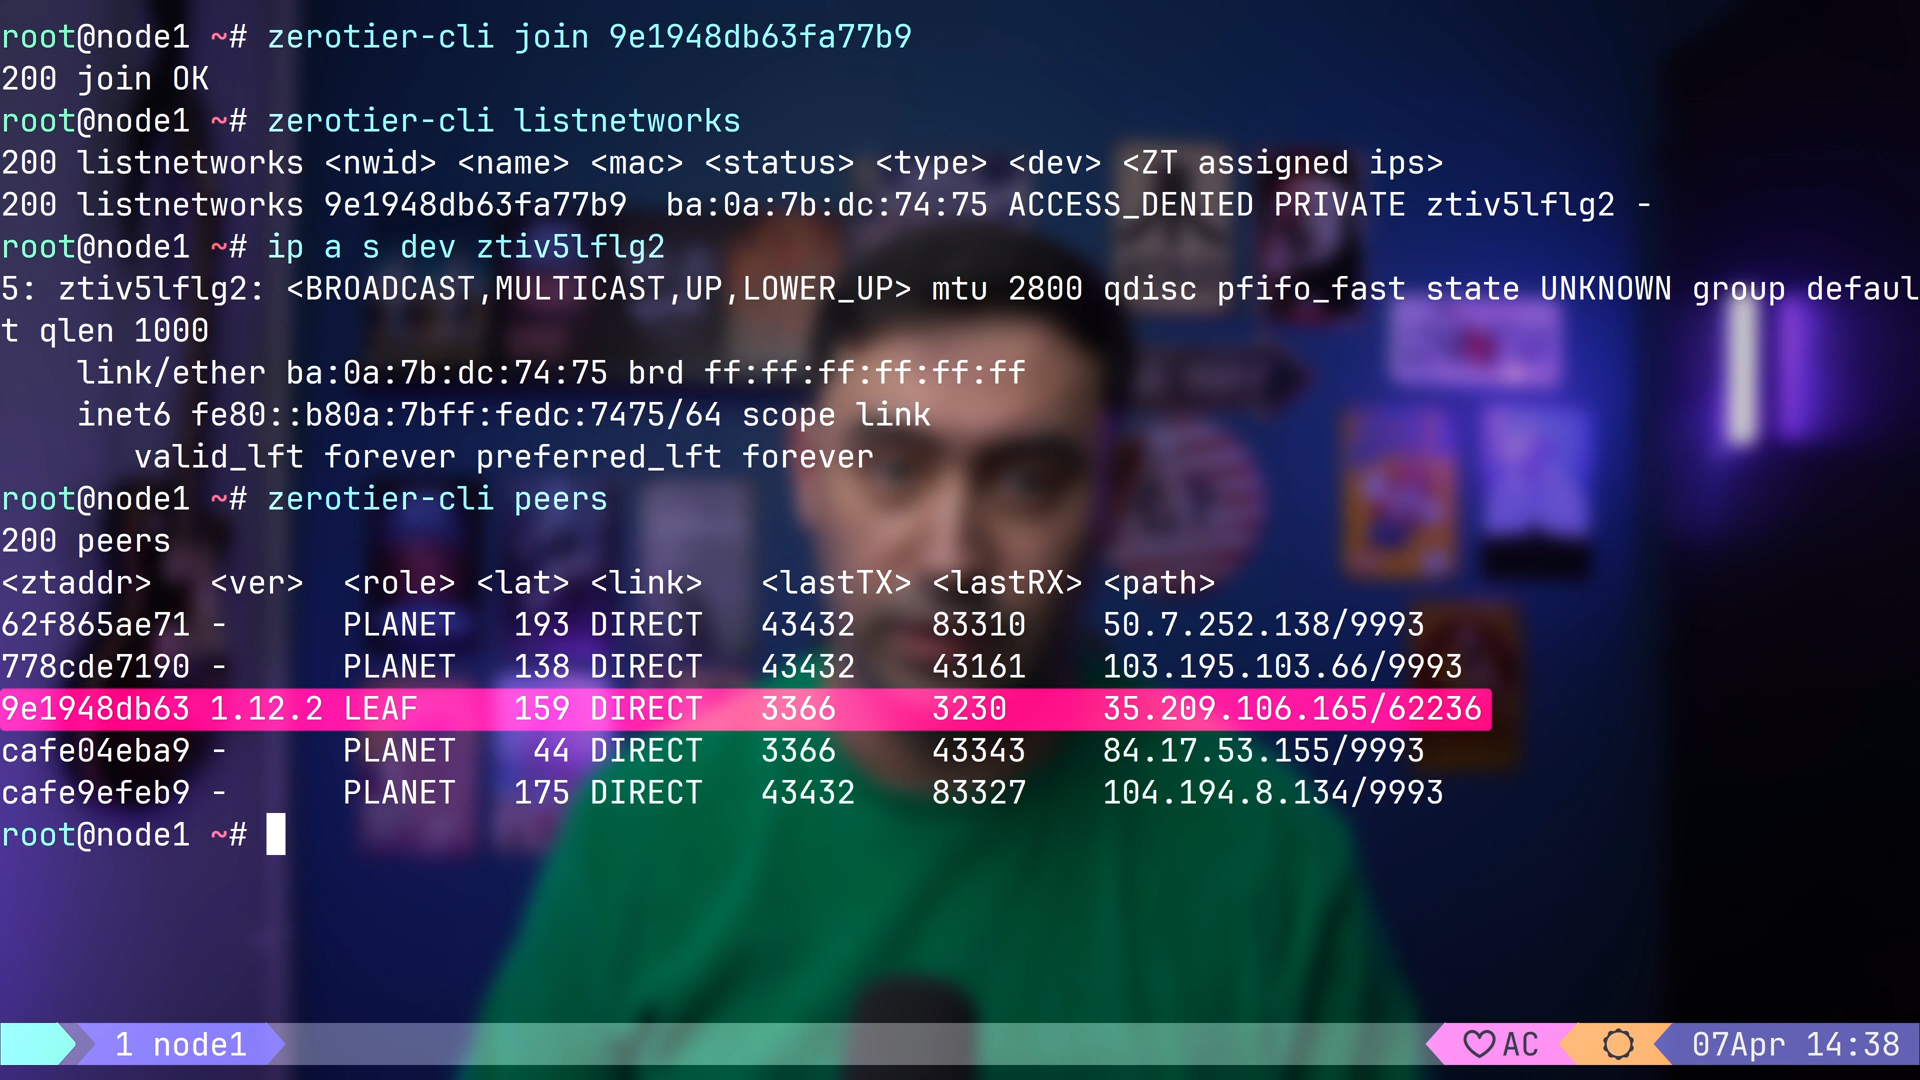 root@node1 ~# zerotier-cli join 9e1948db63fa77b9
200 join OK
root@node1 ~# zerotier-cli listnetworks
200 listnetworks <nwid> <name> <mac> <status> <type> <dev> <ZT assigned ips>
200 listnetworks 9e1948db63fa77b9  ba:0a:7b:dc:74:75 ACCESS_DENIED PRIVATE ztiv5lflg2 -
root@node1 ~# ip a s dev ztiv5lflg2
5: ztiv5lflg2: <BROADCAST,MULTICAST,UP,LOWER_UP> mtu 2800 qdisc pfifo_fast state UNKNOWN group defaul
t qlen 1000
    link/ether ba:0a:7b:dc:74:75 brd ff:ff:ff:ff:ff:ff
    inet6 fe80::b80a:7bff:fedc:7475/64 scope link
       valid_lft forever preferred_lft forever
root@node1 ~# zerotier-cli peers
200 peers
<ztaddr>   <ver>  <role> <lat> <link>   <lastTX> <lastRX> <path>
62f865ae71 -      PLANET   193 DIRECT   43432    83310    50.7.252.138/9993
778cde7190 -      PLANET   138 DIRECT   43432    43161    103.195.103.66/9993
9e1948db63 1.12.2 LEAF     159 DIRECT   3366     3230     35.209.106.165/62236
cafe04eba9 -      PLANET    44 DIRECT   3366     43343    84.17.53.155/9993
cafe9efeb9 -      PLANET   175 DIRECT   43432    83327    104.194.8.134/9993
root@node1 ~#
1 node1 AC 07Apr 14:38